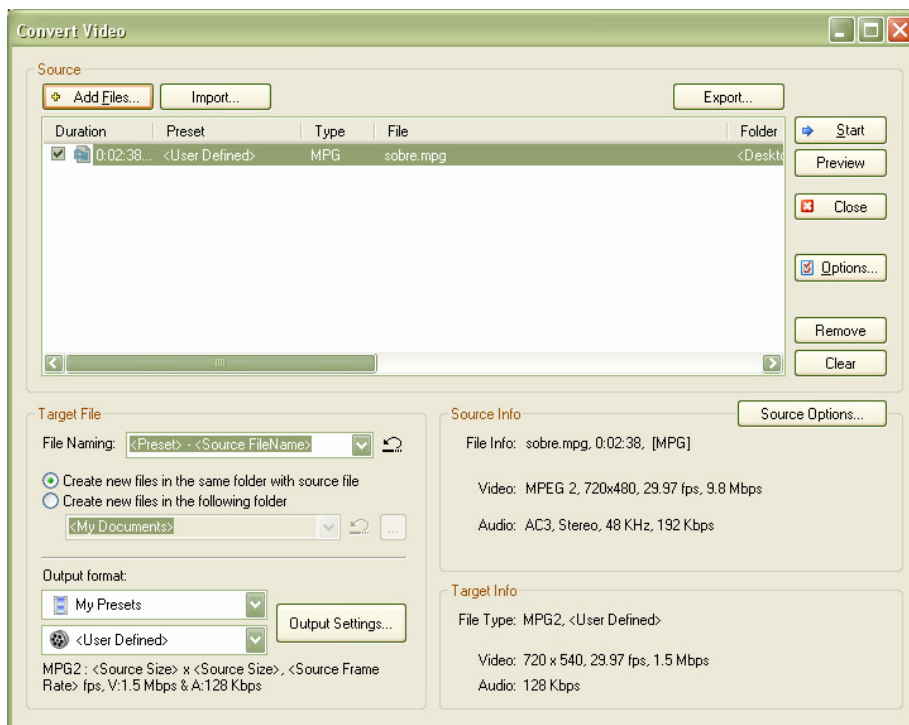 Convert Video
Source
Add Files... Import... Export...
Duration Preset Type File Folder
0:02:38... <User Defined> MPG sobre.mpg <Deskto
Start
Preview
Close
Options...
Remove
Clear
Target File
File Naming: <Preset> - <Source FileName>
Create new files in the same folder with source file
Create new files in the following folder
<My Documents> ...
Output format:
My Presets
<User Defined>
Output Settings...
MPG2 : <Source Size> x <Source Size>, <Source Frame
Rate> fps, V:1.5 Mbps & A:128 Kbps
Source Info
Source Options...
File Info: sobre.mpg, 0:02:38, [MPG]
Video: MPEG 2, 720x480, 29.97 fps, 9.8 Mbps
Audio: AC3, Stereo, 48 KHz, 192 Kbps
Target Info
File Type: MPG2, <User Defined>
Video: 720 x 540, 29.97 fps, 1.5 Mbps
Audio: 128 Kbps